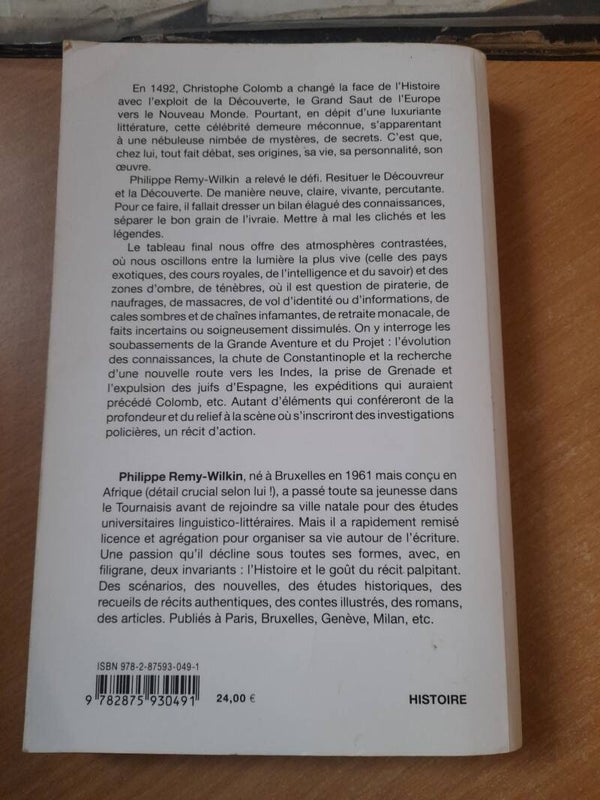 En 1492, Christophe Colomb a changé la face de l'Histoire
avec l'exploit de la Découverte, le Grand Saut de l'Europe
vers le Nouveau Monde. Pourtant, en dépit d'une luxuriante
littérature, cette célébrité demeure méconnue, s'apparentant
à une nébuleuse nimbée de mystères, de secrets. C'est que,
chez lui, tout fait débat, ses origines, sa vie, sa personnalité, son
œuvre.
Philippe Remy-Wilkin a relevé le défi. Resituer le Découvreur
et la Découverte. De manière neuve, claire, vivante, percutante.
Pour ce faire, il fallait dresser un bilan élagué des connaissances,
séparer le bon grain de l'ivraie. Mettre à mal les clichés et les
légendes.
Le tableau final nous offre des atmosphères contrastées,
où nous oscillons entre la lumière la plus vive (celle des pays
exotiques, des cours royales, de l'intelligence et du savoir) et des
zones d'ombre, de ténèbres, où il est question de piraterie, de
naufrages, de massacres, de vol d'identité ou d'informations, de
cales sombres et de chaînes infamantes, de retraite monacale, de
faits incertains ou soigneusement dissimulés. On y interroge les
soubassements de la Grande Aventure et du Projet : l'évolution
des connaissances, la chute de Constantinople et la recherche
d'une nouvelle route vers les Indes, la prise de Grenade et
l'expulsion des juifs d'Espagne, les expéditions qui auraient
précédé Colomb, etc. Autant d'éléments qui conféreront de la
profondeur et du relief à la scène où s'inscriront des investigations
policières, un récit d'action.
Philippe Remy-Wilkin, né à Bruxelles en 1961 mais conçu en
Afrique (détail crucial selon lui !), a passé toute sa jeunesse dans
le Tournaisis avant de rejoindre sa ville natale pour des études
universitaires linguistico-littéraires. Mais il a rapidement remisé
licence et agrégation pour organiser sa vie autour de l'écriture.
Une passion qu'il décline sous toutes ses formes, avec, en
filigrane, deux invariants : l'Histoire et le goût du récit palpitant.
Des scénarios, des nouvelles, des études historiques, des
recueils de récits authentiques, des contes illustrés, des romans,
des articles. Publiés à Paris, Bruxelles, Genève, Milan, etc.
ISBN 978-2-87593-049-1
9 782875 930491
24,00 €
HISTOIRE